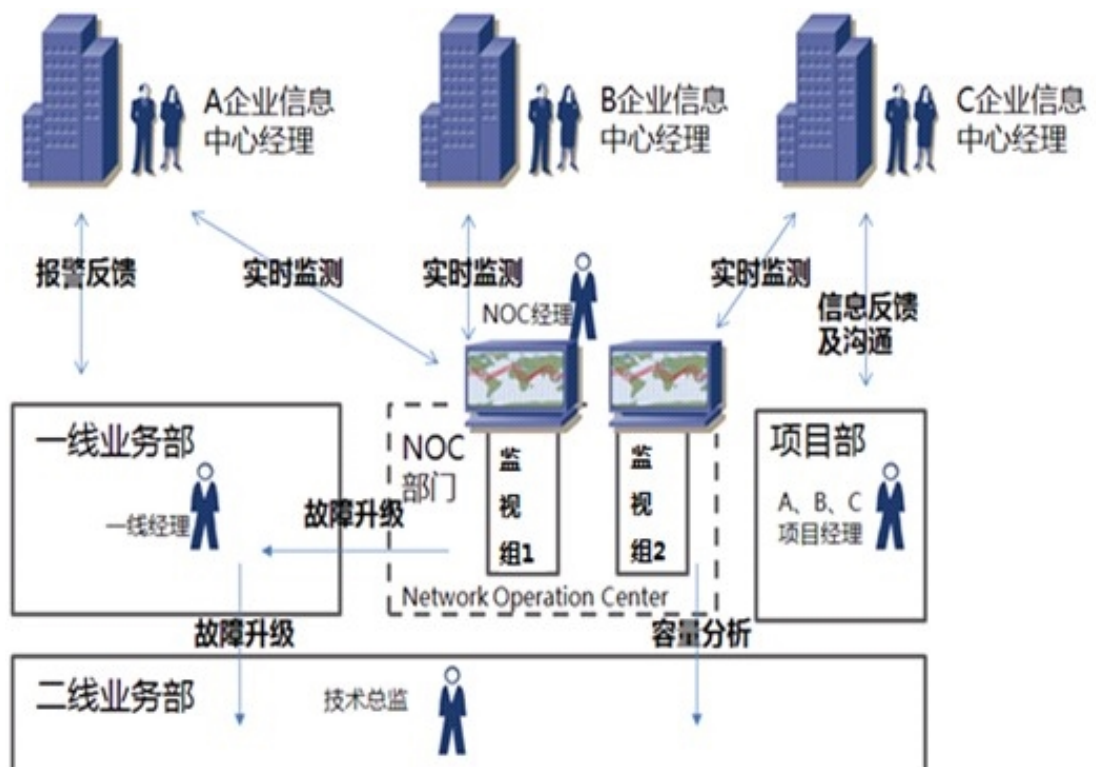 A企业信息
中心经理
B企业信息
中心经理
C企业信息
中心经理
报警反馈
实时监测
实时监测
实时监测
信息反馈
及沟通
NOC经理
一线业务部
一线经理
故障升级
NOC
部门
监
视
组1
监
视
组2
Network Operation Center
项目部
A、B、C
项目经理
故障升级
容量分析
二线业务部
技术总监